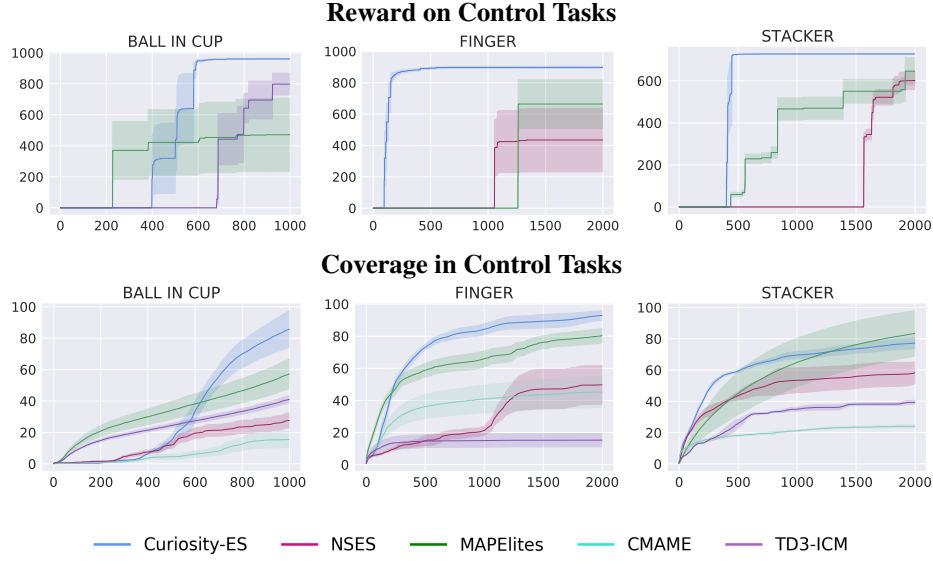 Reward on Control Tasks
BALL IN CUP
FINGER
STACKER
1000
800
600
400
200
0
0 200 400 600 800 1000
1000
800
600
400
200
0
0 500 1000 1500 2000
600
400
200
0
0 500 1000 1500 2000
Coverage in Control Tasks
BALL IN CUP
FINGER
STACKER
100
80
60
40
20
0
0 200 400 600 800 1000
100
80
60
40
20
0
0 500 1000 1500 2000
100
80
60
40
20
0
0 500 1000 1500 2000
Curiosity-ES NSES MAPElites CMAME TD3-ICM